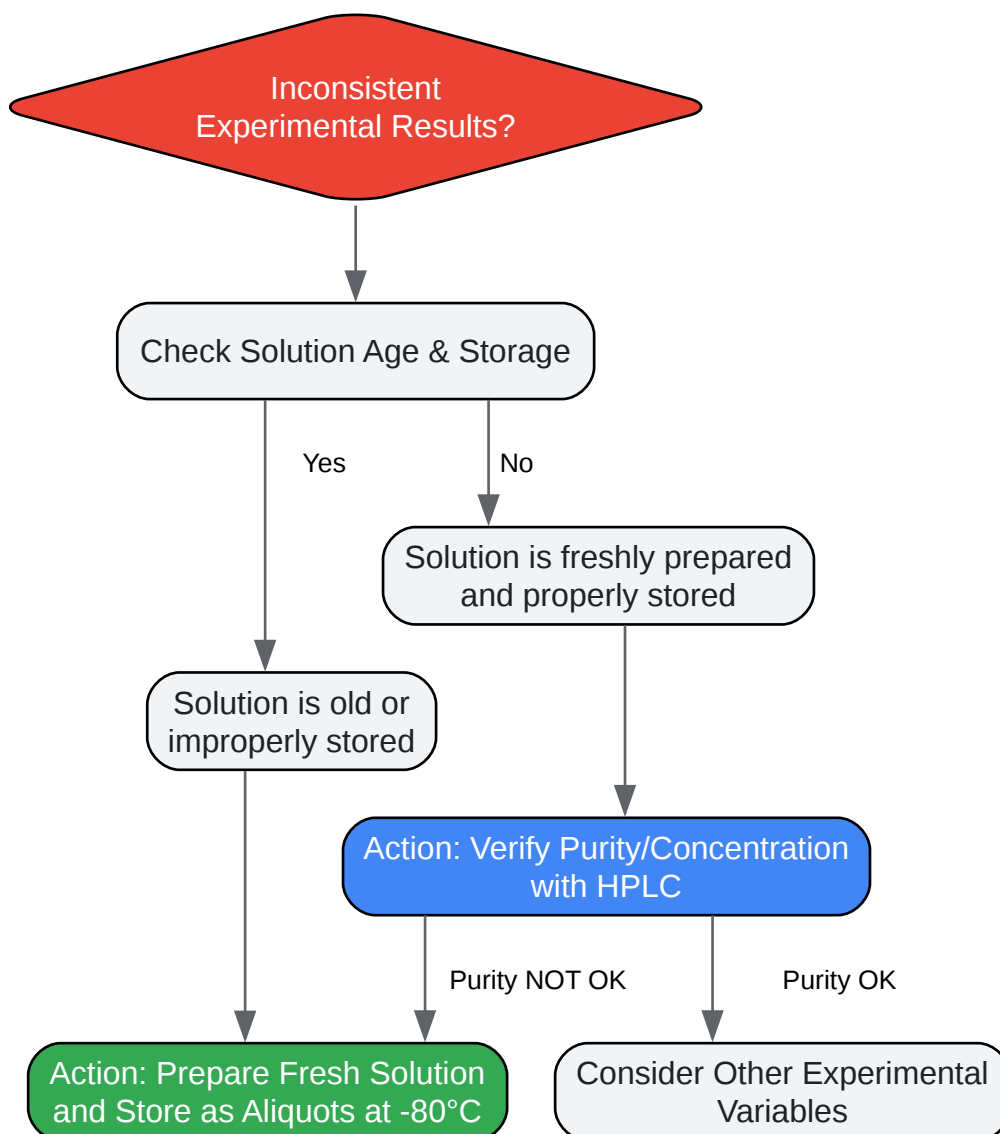 Inconsistent
Experimental Results?
Check Solution Age & Storage
Yes
No
Solution is freshly prepared
and properly stored
Solution is old or
improperly stored
Action: Verify Purity/Concentration
with HPLC
Purity NOT OK
Purity OK
Action: Prepare Fresh Solution
and Store as Aliquots at -80°C
Consider Other Experimental
Variables